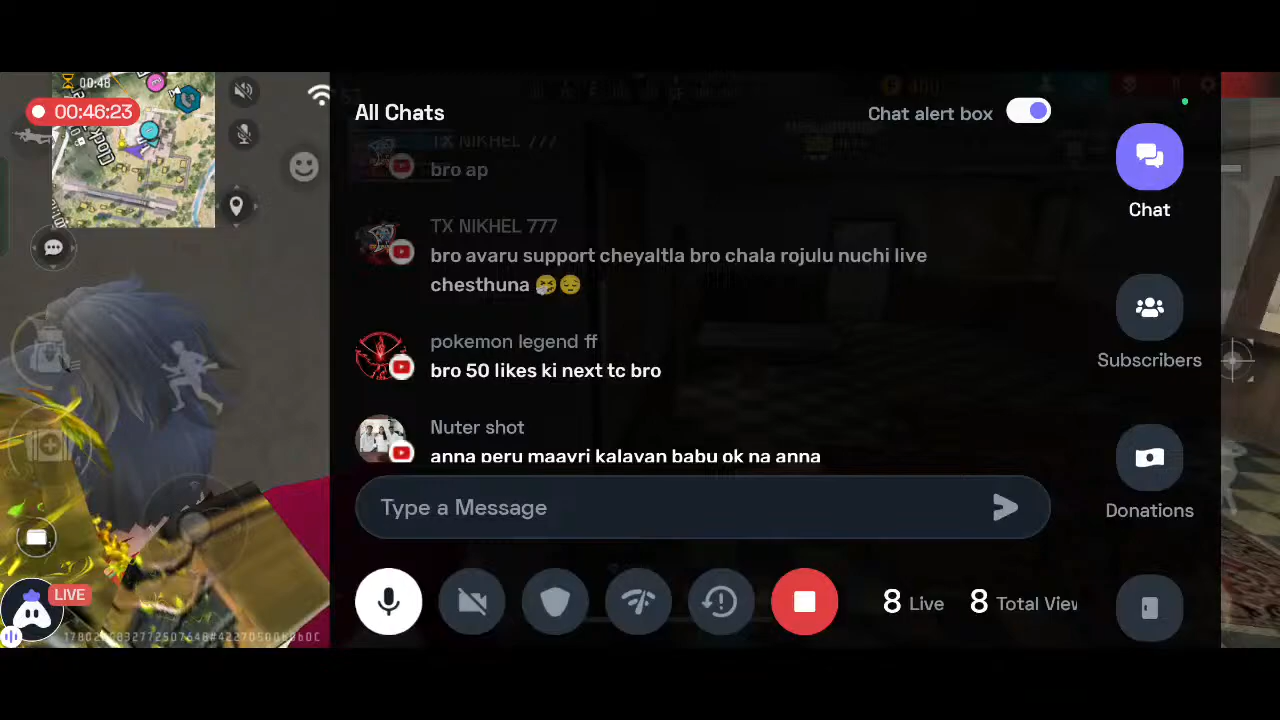 00:48
00:46:23
All Chats
Chat alert box
TX NIKHEL 777
bro ap
Chat
TX NIKHEL 777
bro avaru support cheyaltla bro chala rojulu nuchi live
chesthuna 🤧😔
pokemon legend ff
bro 50 likes ki next tc bro
Subscribers
Nuter shot
anna peru maavri kalavan babu ok na anna
Type a Message
Donations
LIVE
8 Live 8 Total View